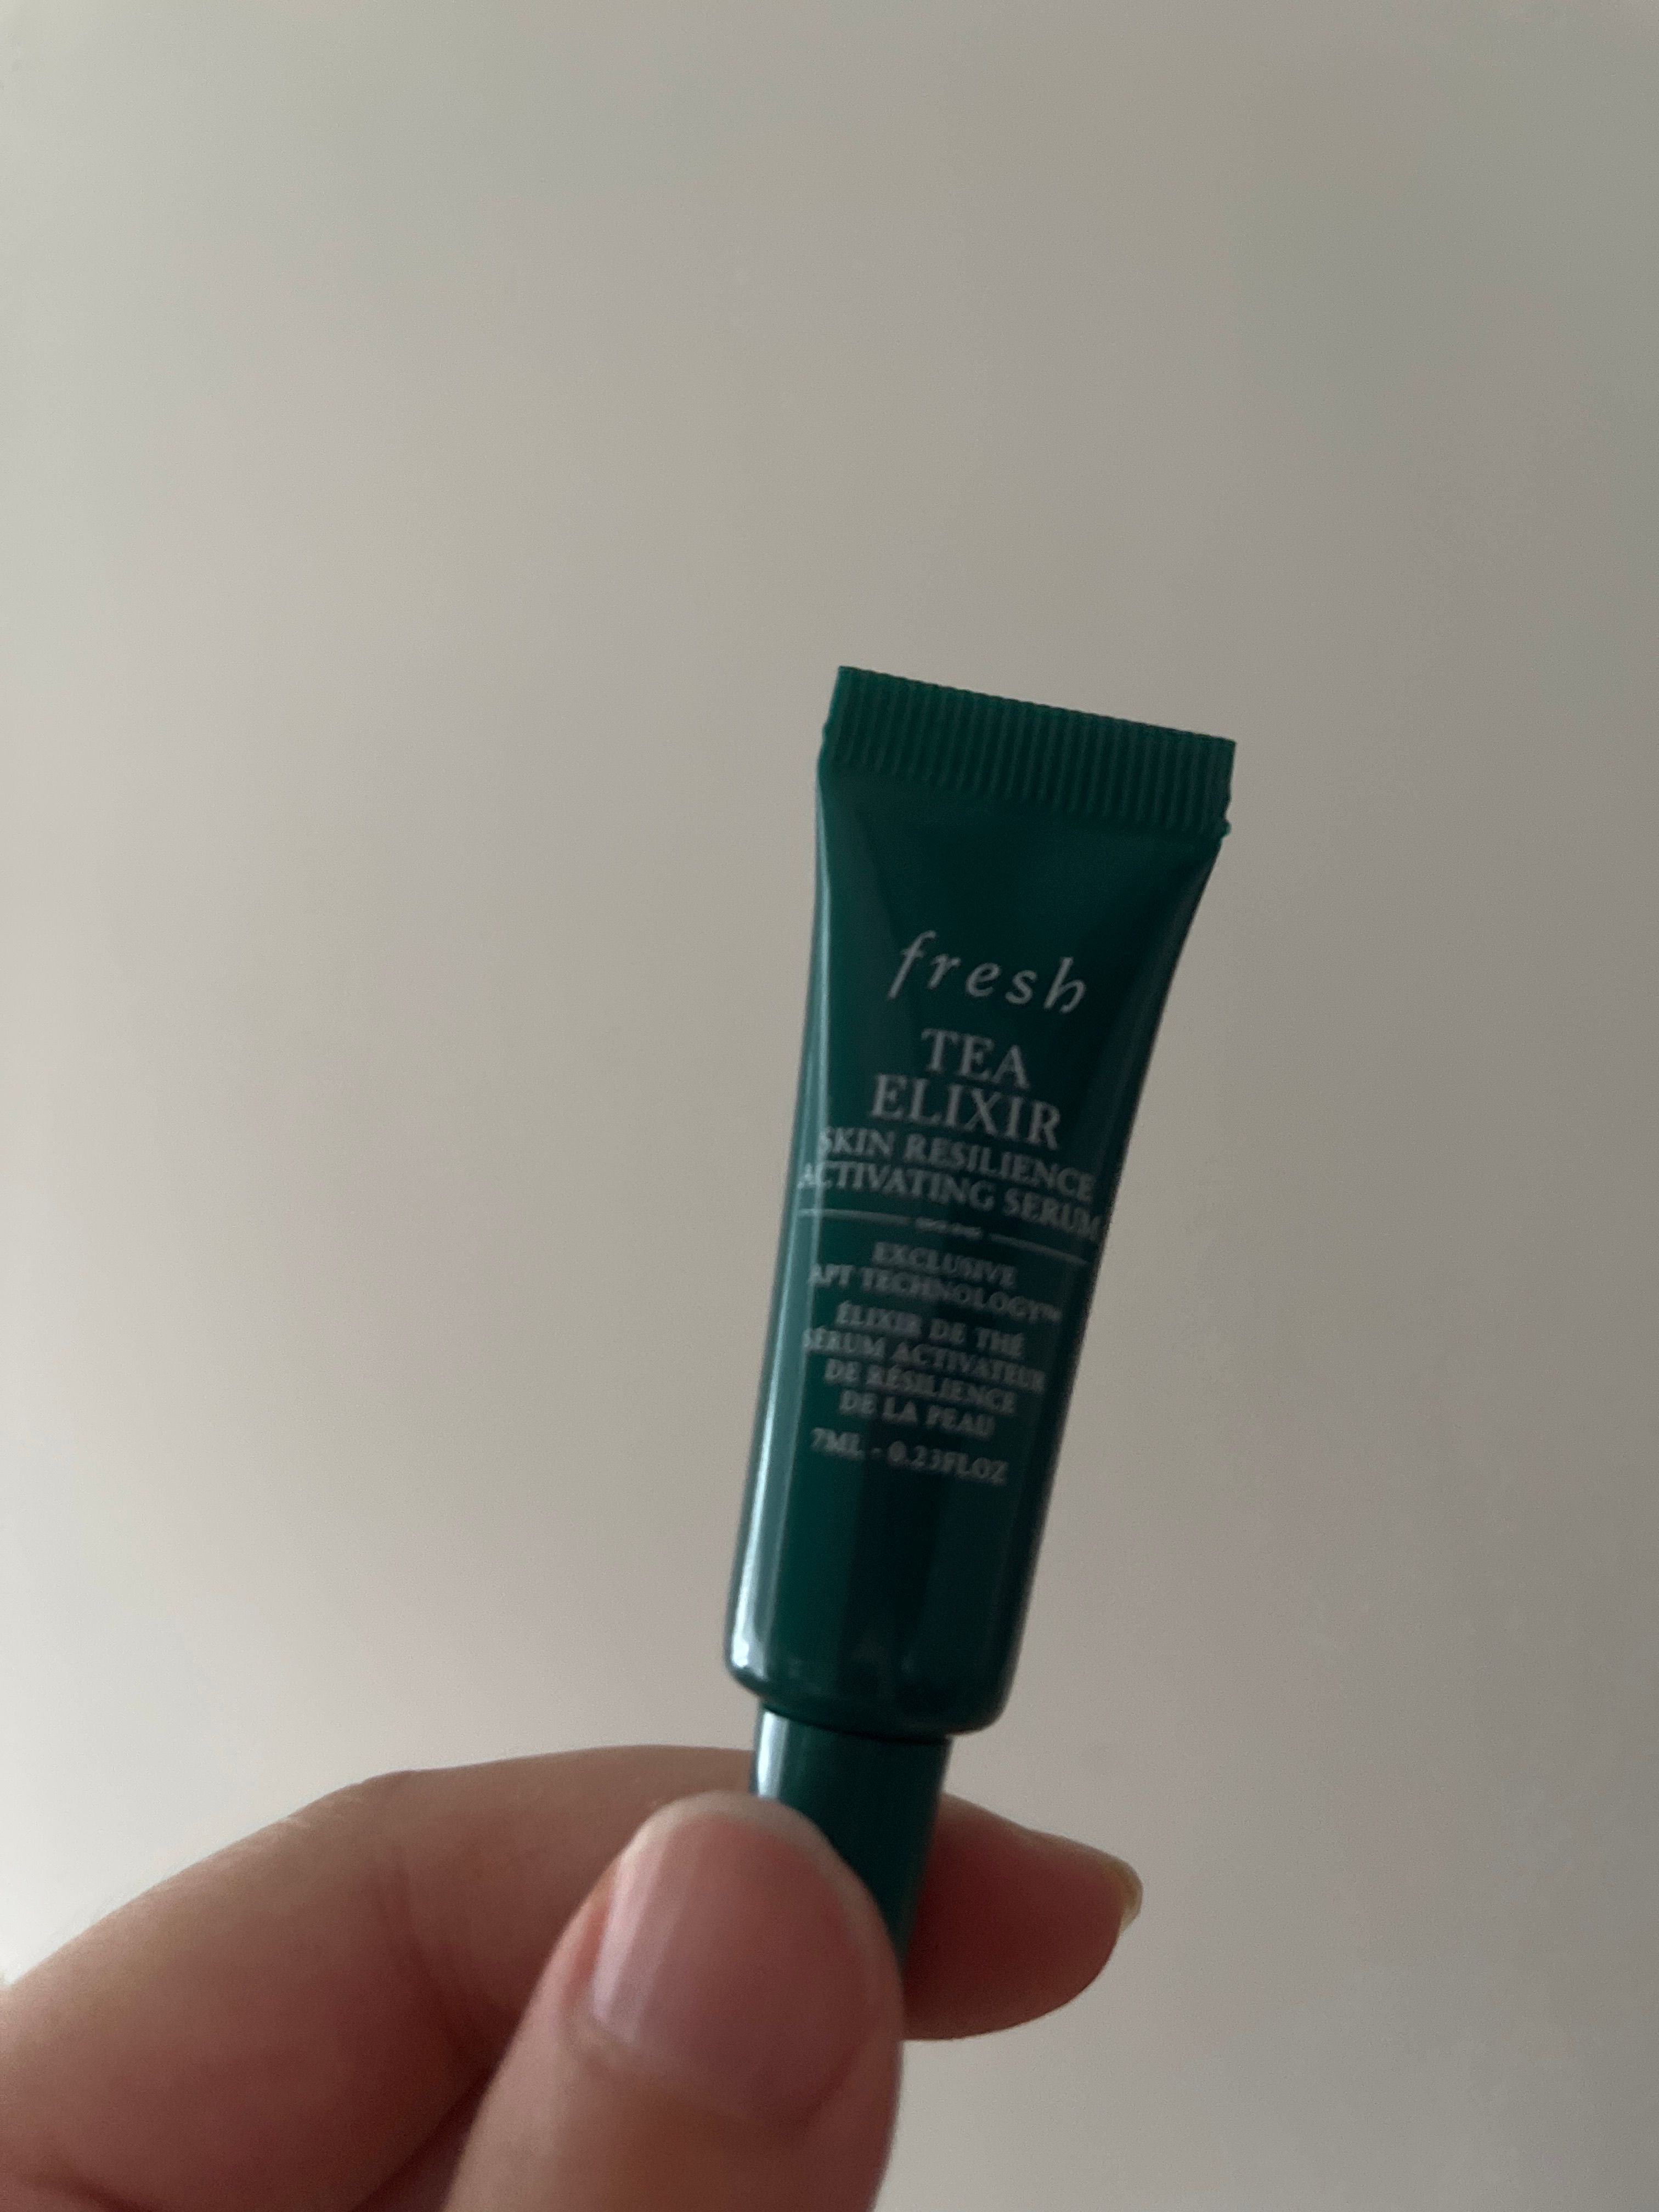 fresh
TEA
ELIXIR
SKIN RESILIENCE
ACTIVATING SERUM
EXCLUSIVE
APT TECHNOLOGY™
ÉLIXIR DE THÉ
SÉRUM ACTIVATEUR
DE RÉSILIENCE
DE LA PEAU
7ML - 0.23FLOZ